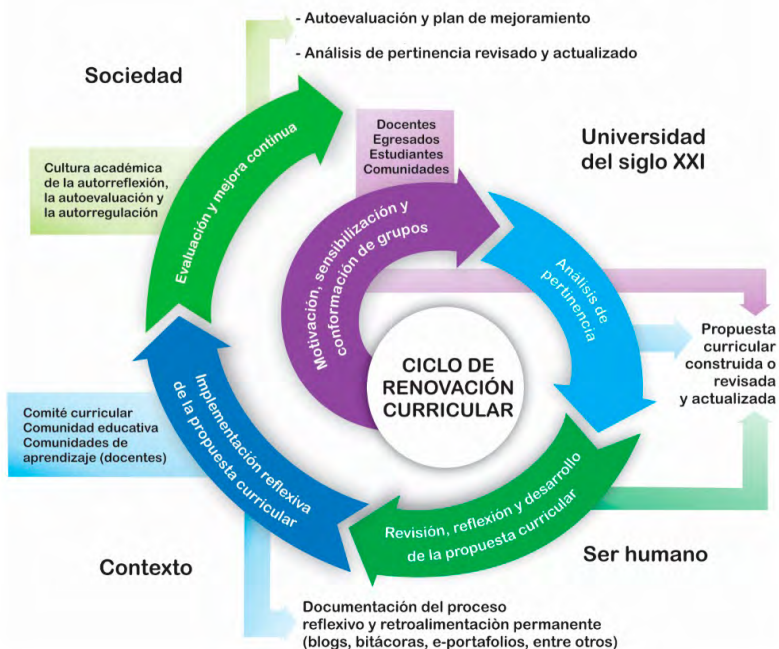 - Autoevaluación y plan de mejoramiento
- Análisis de pertinencia revisado y actualizado
Sociedad
Evaluación y mejora continua
Cultura académica
de la autorreflexión,
la autoevaluación y
la autorregulación
Docentes
Egresados
Estudiantes
Comunidades
Universidad
del siglo XXI
Motivación, sensibilización y
conformación de grupos
Análisis de
pertinencia
Propuesta
curricular
construida o
revisada
y actualizada
CICLO DE
RENOVACIÓN
CURRICULAR
Implementación reflexiva
de la propuesta curricular
Comité curricular
Comunidad educativa
Comunidades de
aprendizaje (docentes)
Revisión, reflexión y desarrollo
de la propuesta curricular
Contexto
Ser humano
Documentación del proceso
reflexivo y retroalimentaciòn permanente
(blogs, bitácoras, e-portafolios, entre otros)